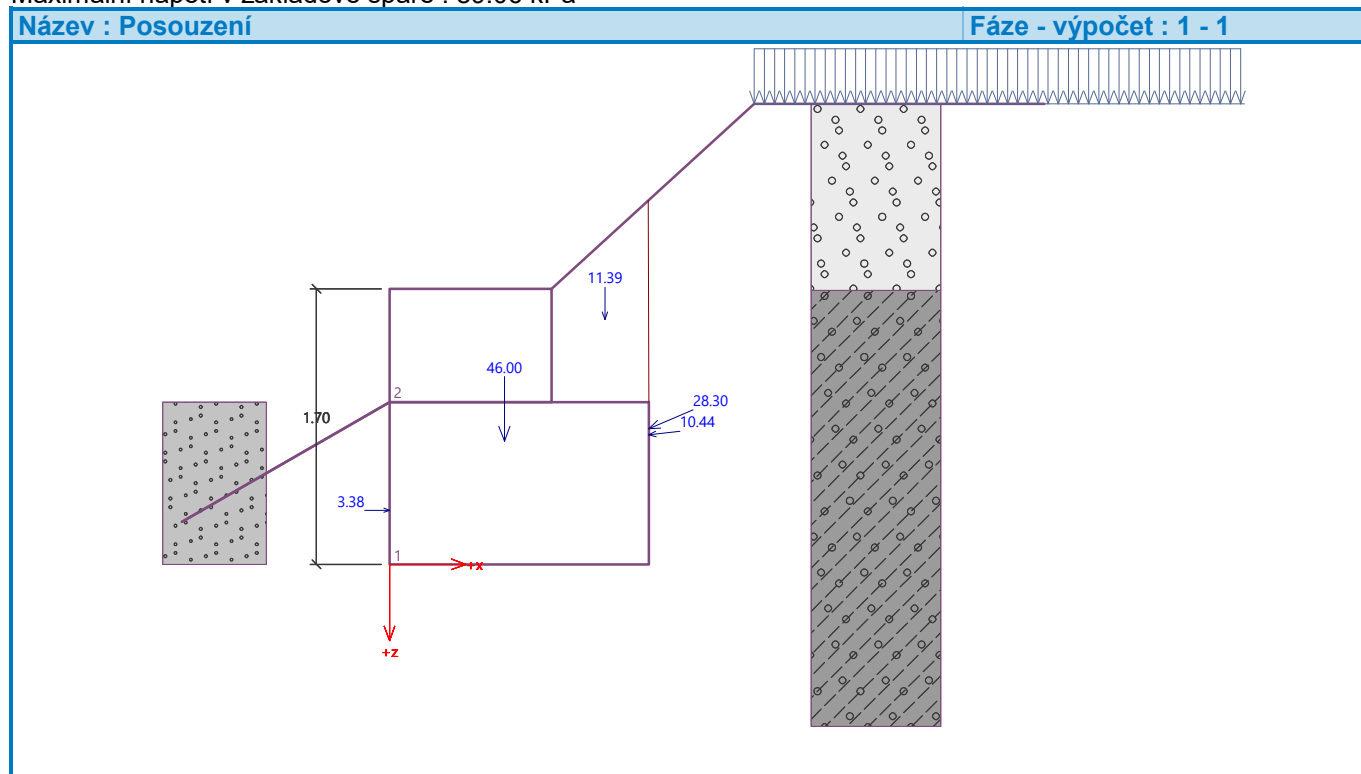 Název : Posouzení
Fáze - výpočet : 1 - 1
11.39
46.00
2
28.30
1.70
10.44
3.38
1
+x
+z